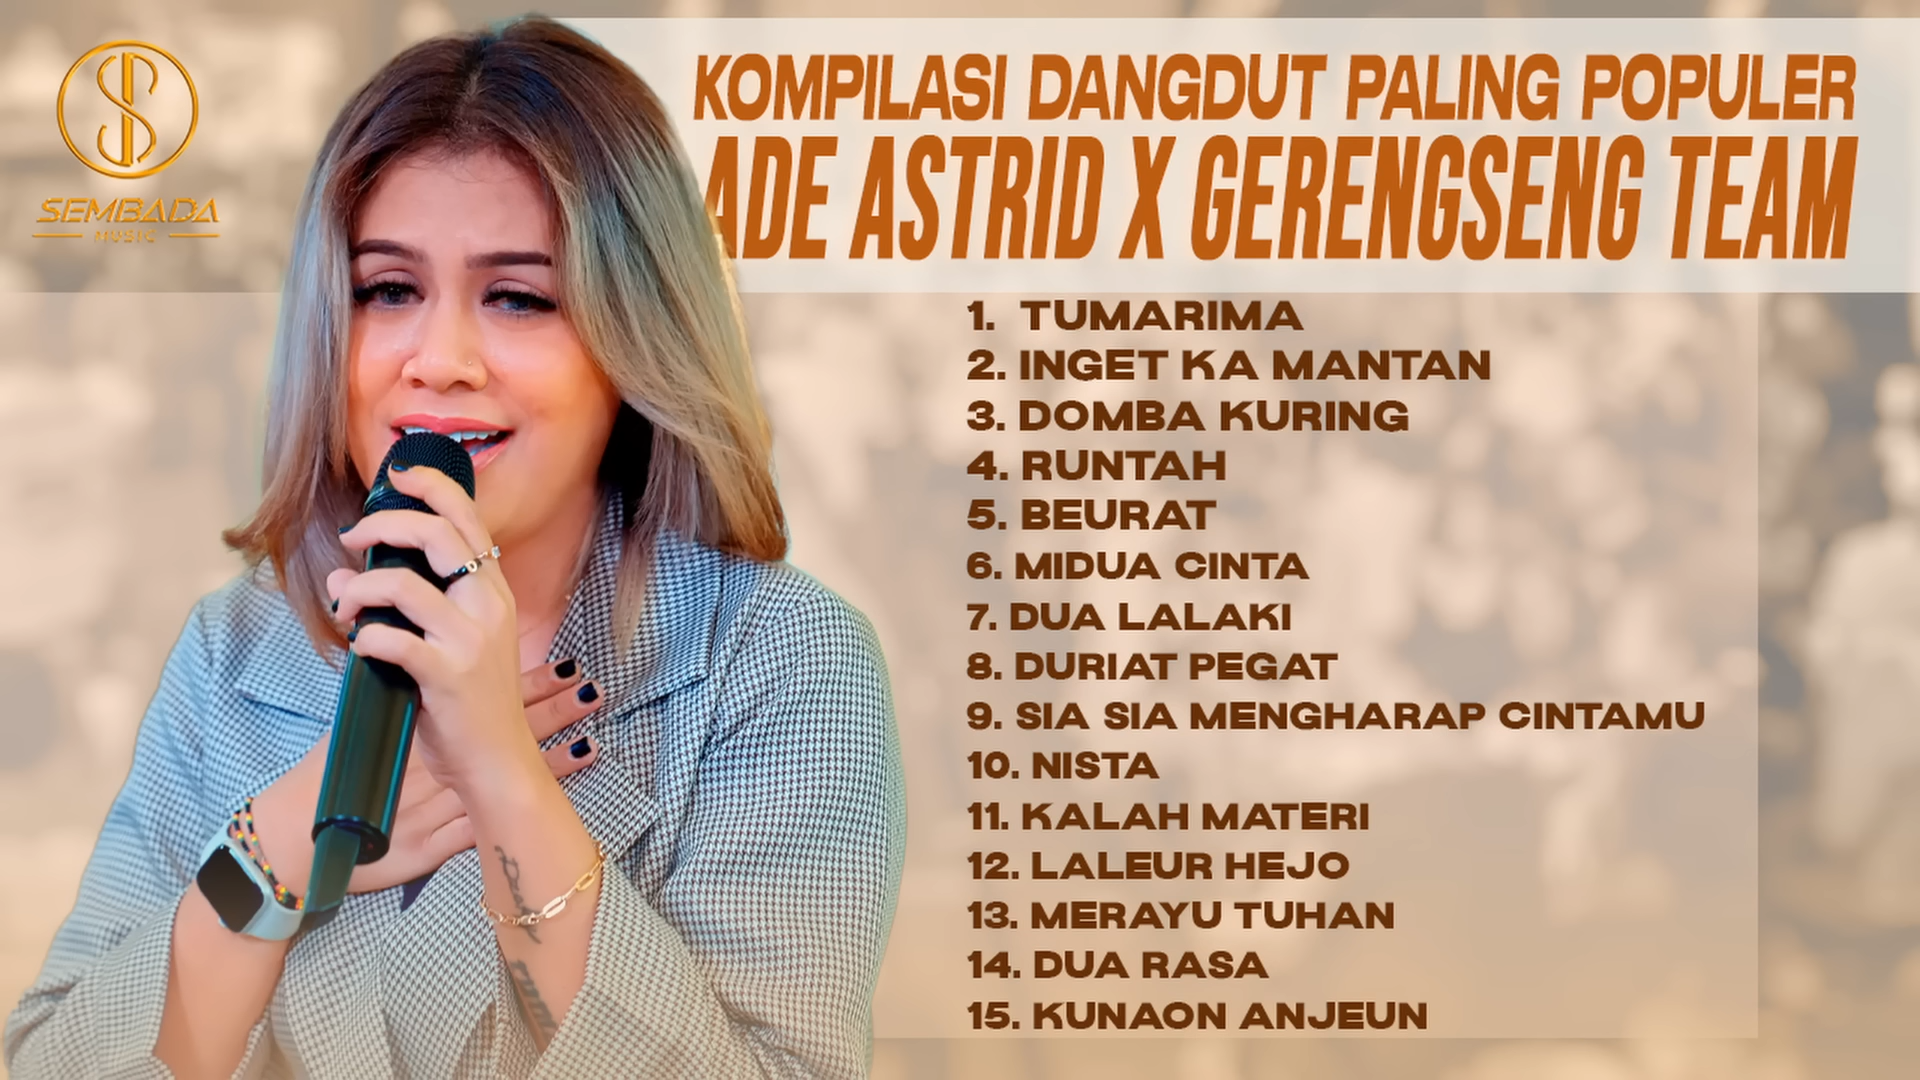 SEMBADA
MUSIC
KOMPILASI DANGDUT PALING POPULER
ADE ASTRID X GERENGSENG TEAM
1. TUMARIMA
2. INGET KA MANTAN
3. DOMBA KURING
4. RUNTAH
5. BEURAT
6. MIDUA CINTA
7. DUA LALAKI
8. DURIAT PEGAT
9. SIA SIA MENGHARAP CINTAMU
10. NISTA
11. KALAH MATERI
12. LALEUR HEJO
13. MERAYU TUHAN
14. DUA RASA
15. KUNAON ANJEUN